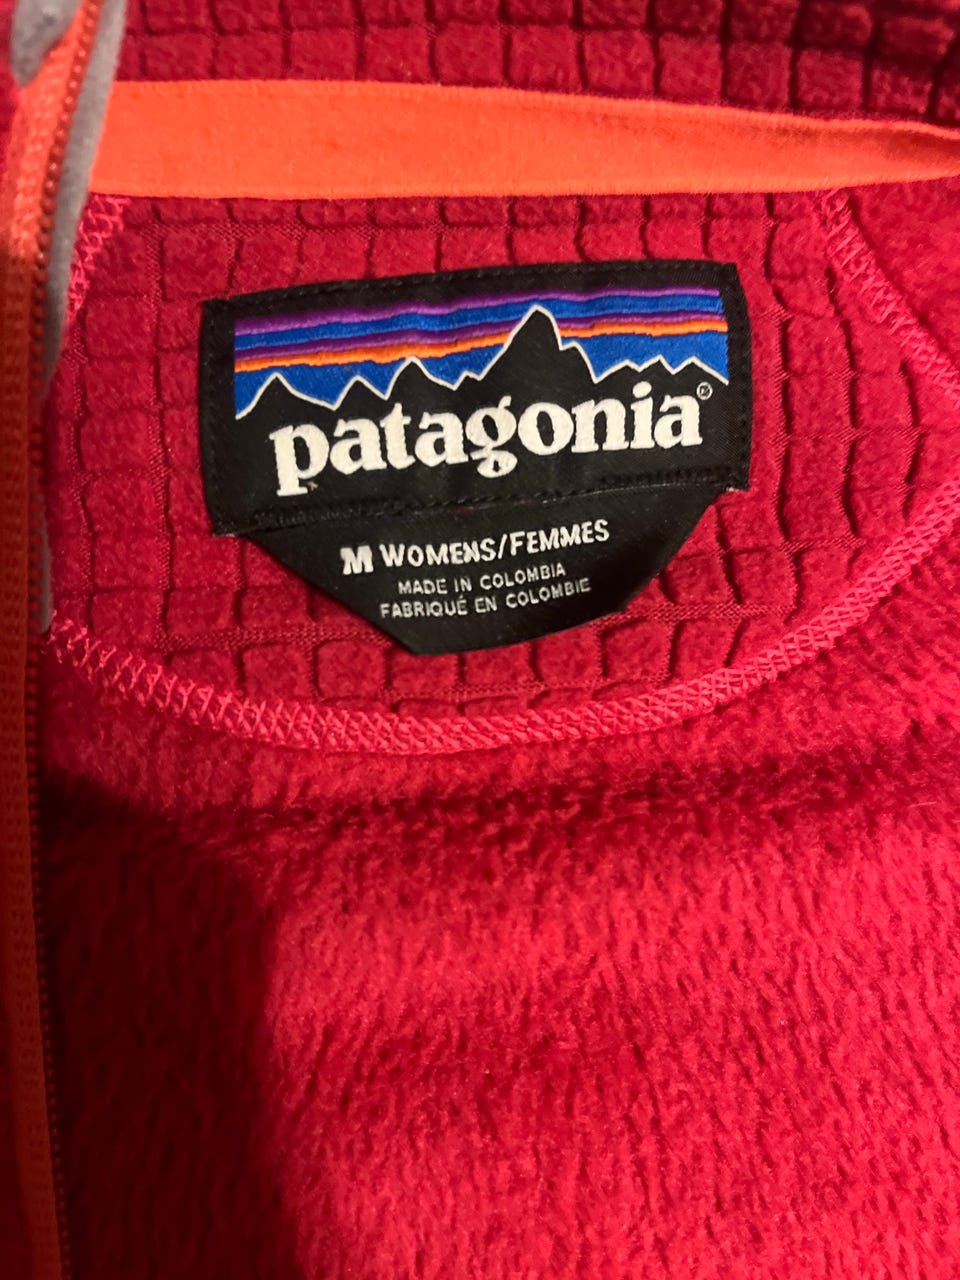 patagonia®
M WOMENS/FEMMES
MADE IN COLOMBIA
FABRIQUÉ EN COLOMBIE